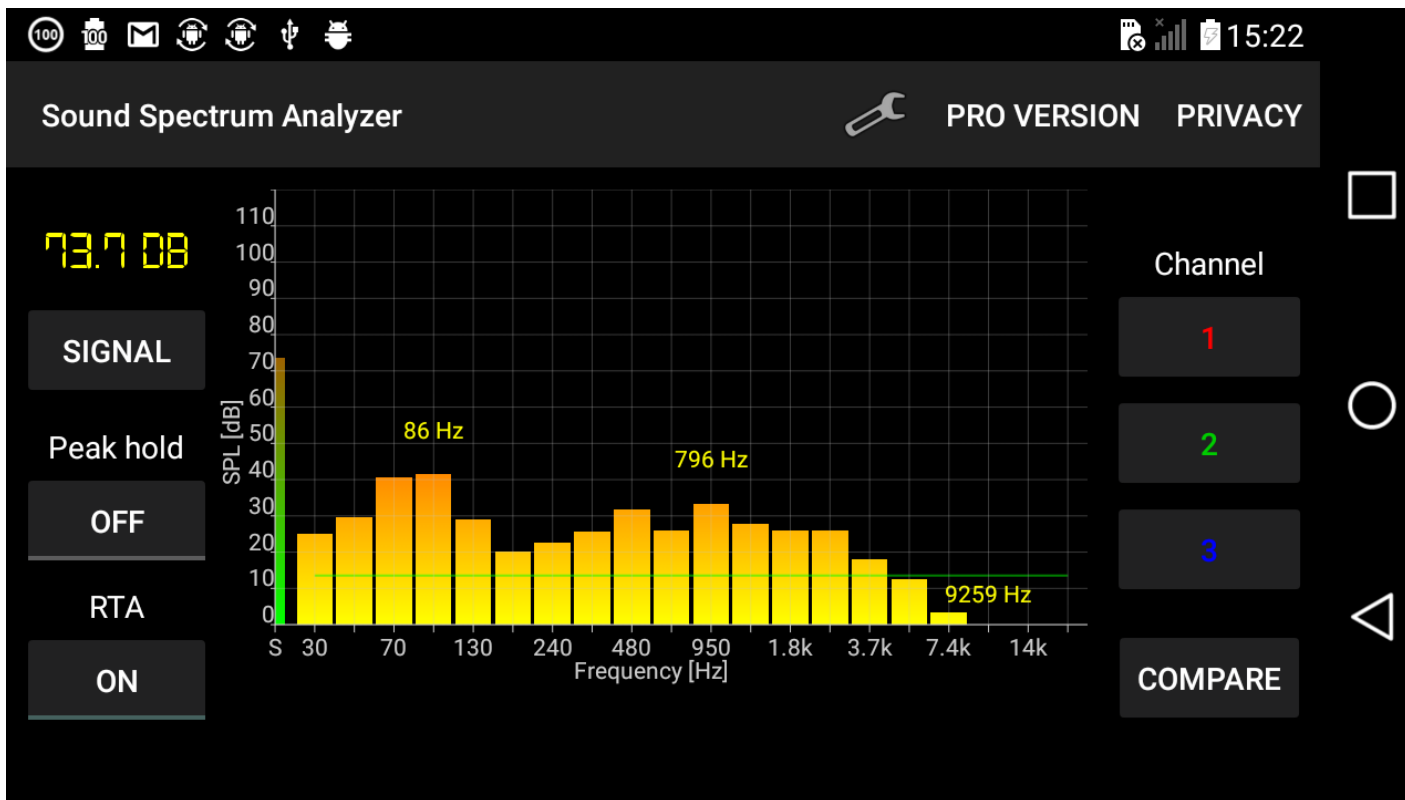 100
100
15:22
Sound Spectrum Analyzer
PRO VERSION
PRIVACY
73.7 DB
SIGNAL
Peak hold
OFF
RTA
ON
SPL [dB]
110
100
90
80
70
60
50
40
30
20
10
0
86 Hz
796 Hz
9259 Hz
S 30 70 130 240 480 950 1.8k 3.7k 7.4k 14k
Frequency [Hz]
Channel
1
2
3
COMPARE